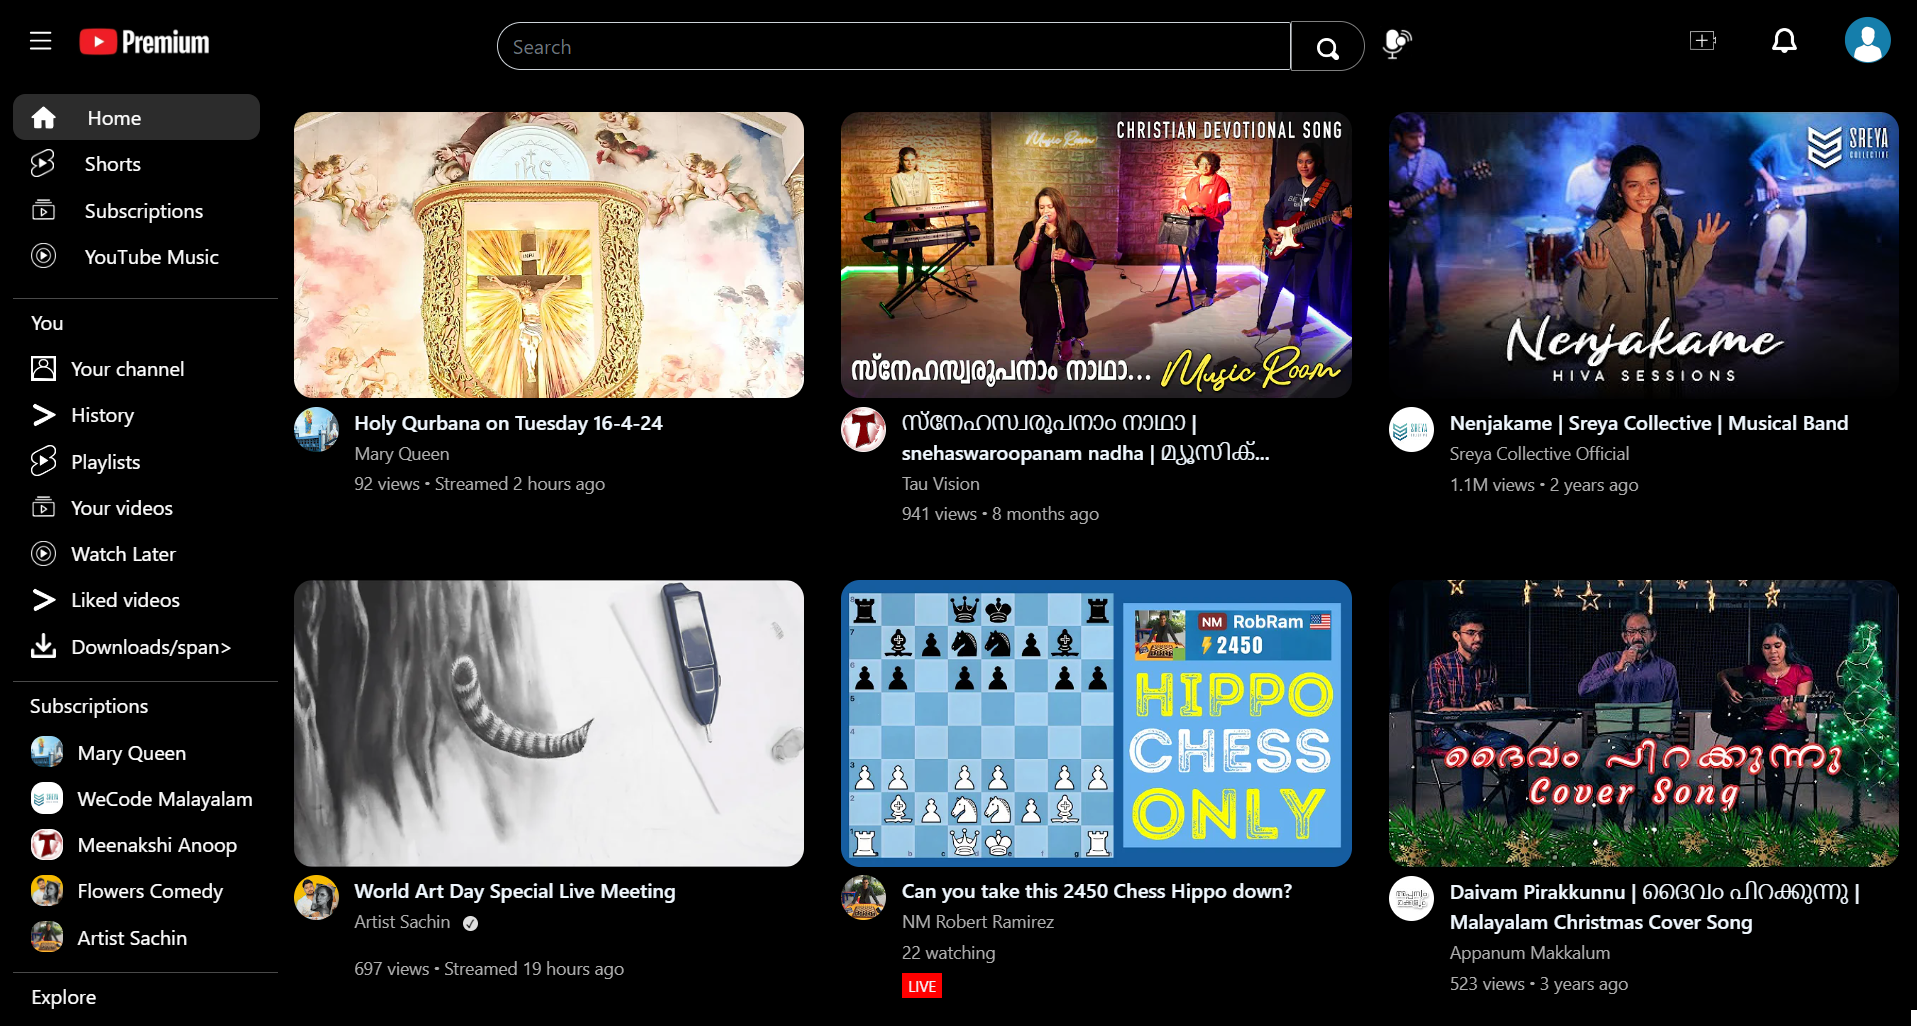 Premium
Search
Home
Shorts
Subscriptions
YouTube Music
You
Your channel
History
Playlists
Your videos
Watch Later
Liked videos
Downloads/span>
Subscriptions
Mary Queen
WeCode Malayalam
Meenakshi Anoop
Flowers Comedy
Artist Sachin
Explore
IHS
INRI
Holy Qurbana on Tuesday 16-4-24
Mary Queen
92 views • Streamed 2 hours ago
CHRISTIAN DEVOTIONAL SONG
Music Room
സ്നേഹസ്വരൂപനാം നാഥാ... Music Room
സ്നേഹസ്വരൂപനാം നാഥാ |
snehaswaroopanam nadha | മ്യൂസിക്...
Tau Vision
941 views • 8 months ago
SREYA
COLLECTIVE
Nenjakame
HIVA SESSIONS
Nenjakame | Sreya Collective | Musical Band
Sreya Collective Official
1.1M views • 2 years ago
World Art Day Special Live Meeting
Artist Sachin
697 views • Streamed 19 hours ago
NM RobRam
2450
HIPPO
CHESS
ONLY
Can you take this 2450 Chess Hippo down?
NM Robert Ramirez
22 watching
LIVE
ദൈവം പിറക്കുന്നു
Cover Song
Daivam Pirakkunnu | ദൈവം പിറക്കുന്നു |
Malayalam Christmas Cover Song
Appanum Makkalum
523 views • 3 years ago